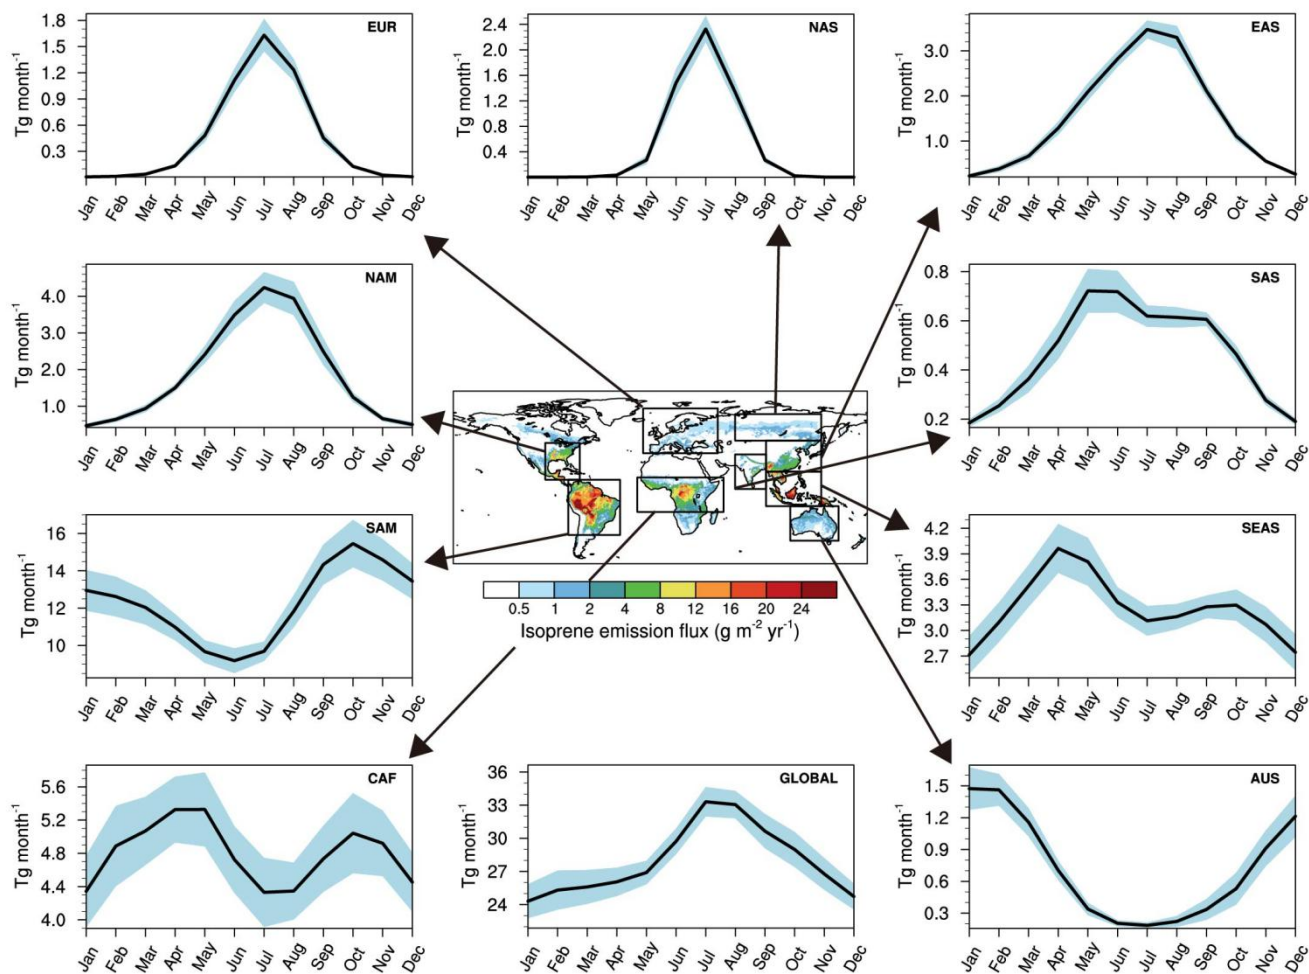 EUR
Tg month⁻¹
1.8
1.5
1.2
0.9
0.6
0.3
Jan Feb Mar Apr May Jun Jul Aug Sep Oct Nov Dec
NAS
Tg month⁻¹
2.4
2.0
1.6
1.2
0.8
0.4
Jan Feb Mar Apr May Jun Jul Aug Sep Oct Nov Dec
EAS
Tg month⁻¹
3.0
2.0
1.0
Jan Feb Mar Apr May Jun Jul Aug Sep Oct Nov Dec
NAM
Tg month⁻¹
4.0
3.0
2.0
1.0
Jan Feb Mar Apr May Jun Jul Aug Sep Oct Nov Dec
SAS
Tg month⁻¹
0.8
0.6
0.4
0.2
Jan Feb Mar Apr May Jun Jul Aug Sep Oct Nov Dec
SAM
Tg month⁻¹
16
14
12
10
Jan Feb Mar Apr May Jun Jul Aug Sep Oct Nov Dec
0.5 1 2 4 8 12 16 20 24
Isoprene emission flux (g m⁻² yr⁻¹)
SEAS
Tg month⁻¹
4.2
3.9
3.6
3.3
3.0
2.7
Jan Feb Mar Apr May Jun Jul Aug Sep Oct Nov Dec
CAF
Tg month⁻¹
5.6
5.2
4.8
4.4
4.0
Jan Feb Mar Apr May Jun Jul Aug Sep Oct Nov Dec
GLOBAL
Tg month⁻¹
36
33
30
27
24
Jan Feb Mar Apr May Jun Jul Aug Sep Oct Nov Dec
AUS
Tg month⁻¹
1.5
1.2
0.9
0.6
0.3
Jan Feb Mar Apr May Jun Jul Aug Sep Oct Nov Dec